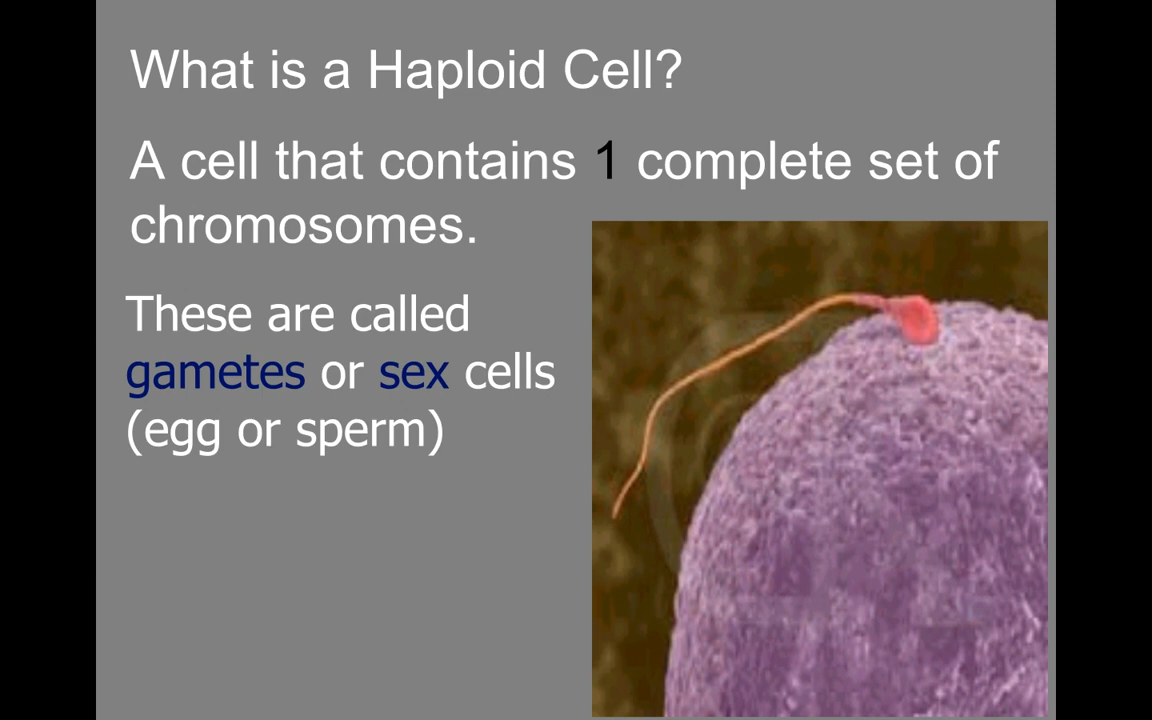 What is a Haploid Cell?
A cell that contains 1 complete set of
chromosomes.
These are called
gametes or sex cells
(egg or sperm)